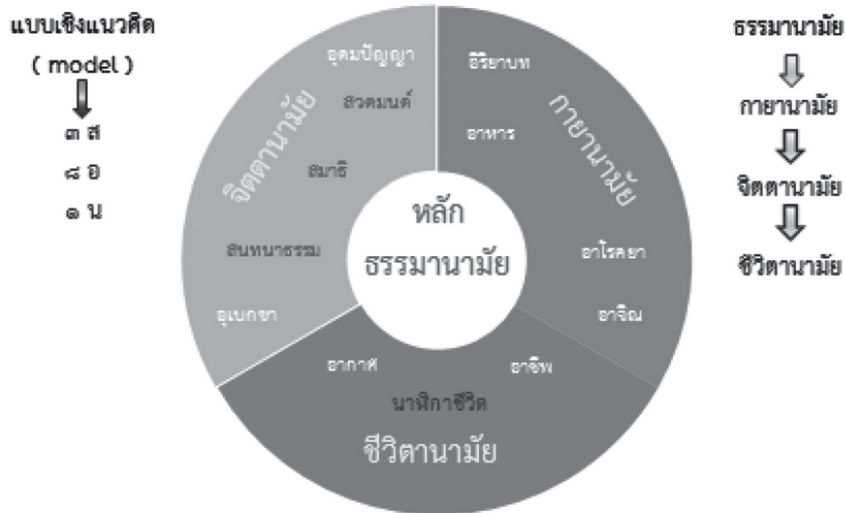 แบบเชิงแนวคิด
( model )
๓ ส
๘ อ
๑ น
อุดมปัญญา
สวดมนต์
จิตตานามัย
สมาธิ
สนทนาธรรม
อุเบกขา
อิริยาบท
อาหาร
กายานามัย
อาโรคยา
อาจิณ
หลัก
ธรรมานามัย
อากาศ
อาชีพ
นาฬิกาชีวิต
ชีวิตานามัย
ธรรมานามัย
กายานามัย
จิตตานามัย
ชีวิตานามัย